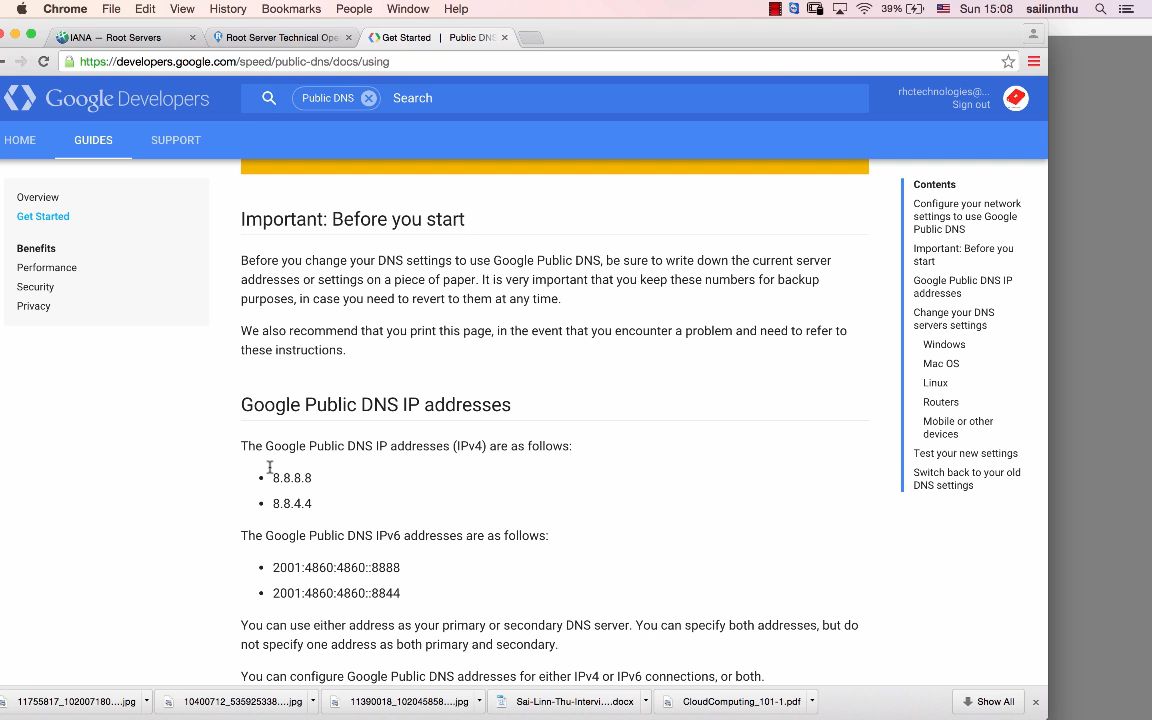 Chrome File Edit View History Bookmarks People Window Help 39% Sun 15:08 sailinnthu
IANA — Root Servers Root Server Technical Ope Get Started | Public DNS
https://developers.google.com/speed/public-dns/docs/using
Google Developers Public DNS Search rhctechnologies@...
Sign out
HOME GUIDES SUPPORT
Overview
Get Started
Benefits
Performance
Security
Privacy
Important: Before you start
Before you change your DNS settings to use Google Public DNS, be sure to write down the current server
addresses or settings on a piece of paper. It is very important that you keep these numbers for backup
purposes, in case you need to revert to them at any time.
We also recommend that you print this page, in the event that you encounter a problem and need to refer to
these instructions.
Google Public DNS IP addresses
The Google Public DNS IP addresses (IPv4) are as follows:
• 8.8.8.8
• 8.8.4.4
The Google Public DNS IPv6 addresses are as follows:
• 2001:4860:4860::8888
• 2001:4860:4860::8844
You can use either address as your primary or secondary DNS server. You can specify both addresses, but do
not specify one address as both primary and secondary.
You can configure Google Public DNS addresses for either IPv4 or IPv6 connections, or both.
Contents
Configure your network
settings to use Google
Public DNS
Important: Before you
start
Google Public DNS IP
addresses
Change your DNS
servers settings
Windows
Mac OS
Linux
Routers
Mobile or other
devices
Test your new settings
Switch back to your old
DNS settings
11755817_102007180....jpg 10400712_535925338....jpg 11390018_102045858....jpg Sai-Linn-Thu-Intervi....docx CloudComputing_101-1.pdf Show All